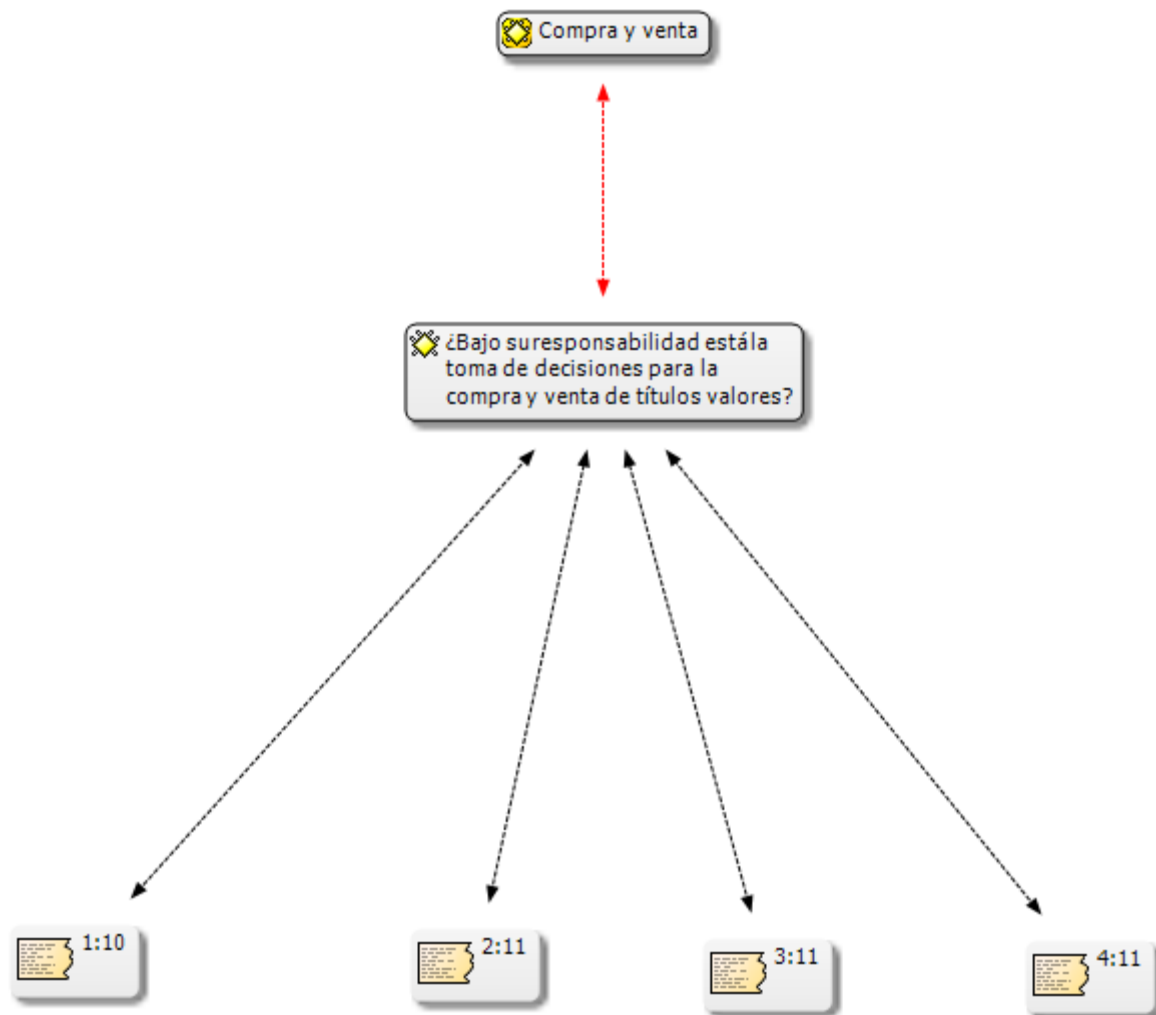 Compra y venta
¿Bajo suresponsabilidad estála
toma de decisiones para la
compra y venta de títulos valores?
1:10
2:11
3:11
4:11